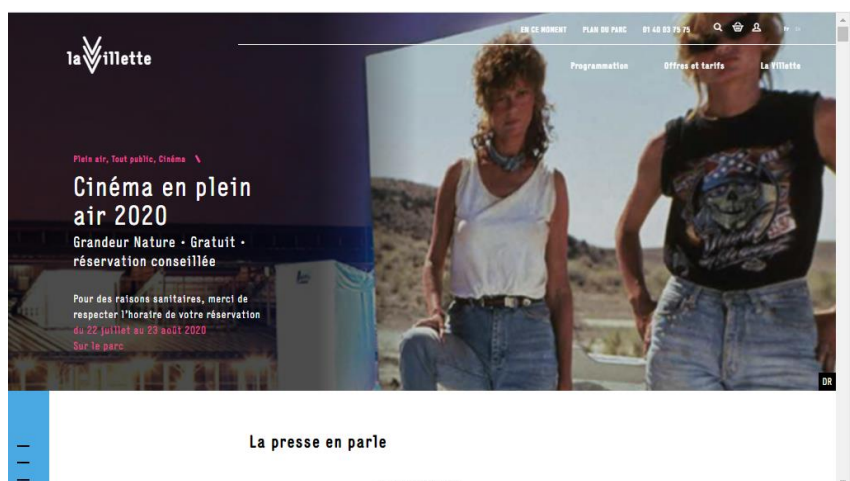 EN CE MOMENT PLAN DU PARC 01 40 03 75 75 Fr
la Villette
Programmation Offres et tarifs La Villette
Plein air, Tout public, Cinéma
Cinéma en plein
air 2020
Grandeur Nature • Gratuit •
réservation conseillée
Pour des raisons sanitaires, merci de
respecter l'horaire de votre réservation
du 22 juillet au 23 août 2020
Sur le parc
DR
La presse en parle